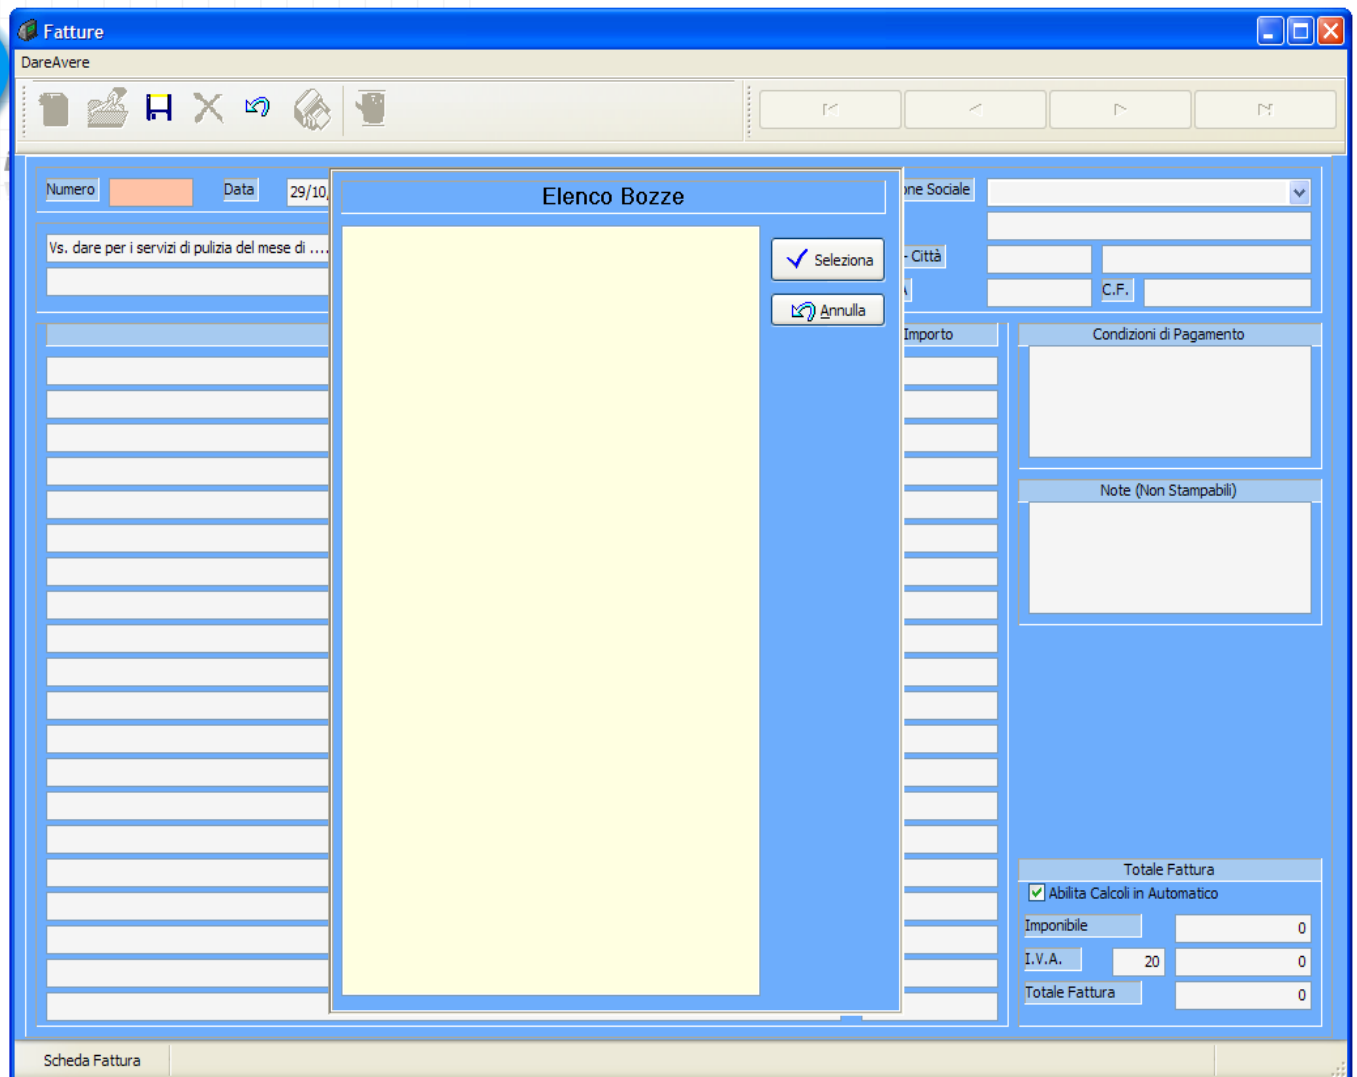 Fatture
DareAvere
Numero Data 29/10, one Sociale
Elenco Bozze
Vs. dare per i servizi di pulizia del mese di ....
Seleziona
- Città
Annulla
C.F.
Importo
Condizioni di Pagamento
Note (Non Stampabili)
Totale Fattura
Abilita Calcoli in Automatico
Imponibile 0
I.V.A. 20 0
Totale Fattura 0
Scheda Fattura